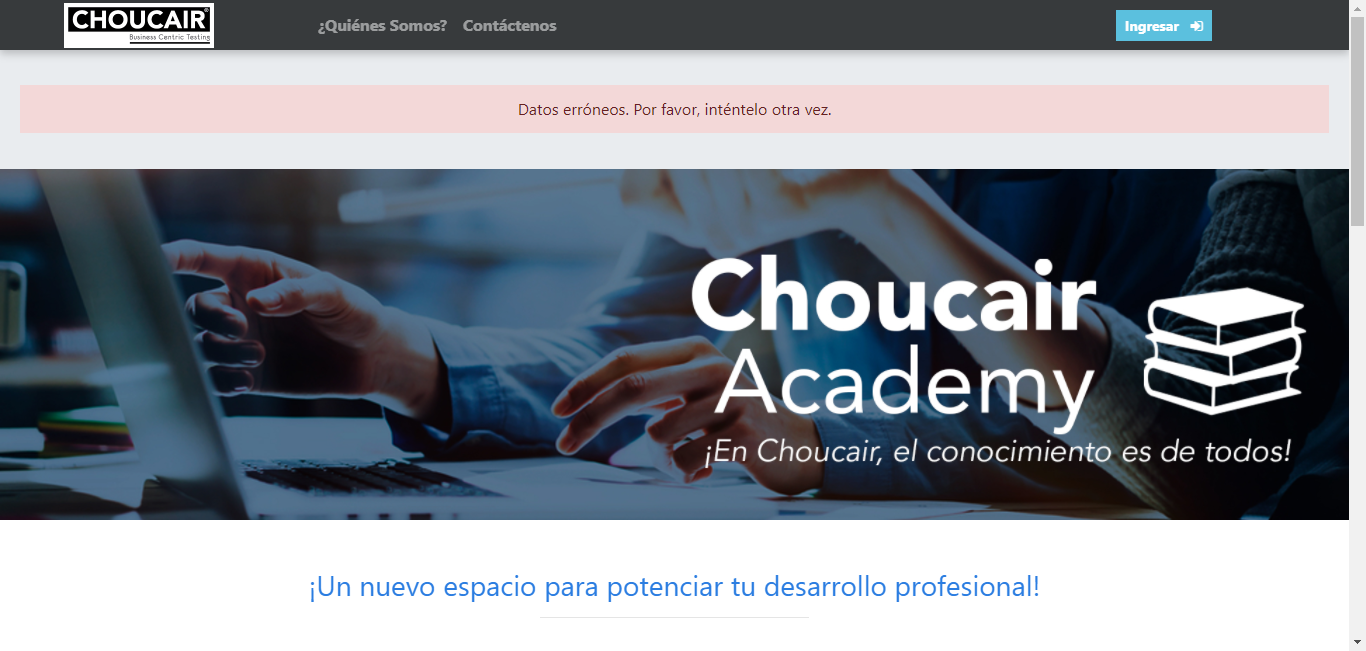 CHOUCAIR®
Business Centric Testing
¿Quiénes Somos?
Contáctenos
Ingresar
Datos erróneos. Por favor, inténtelo otra vez.
Choucair
Academy
¡En Choucair, el conocimiento es de todos!
¡Un nuevo espacio para potenciar tu desarrollo profesional!